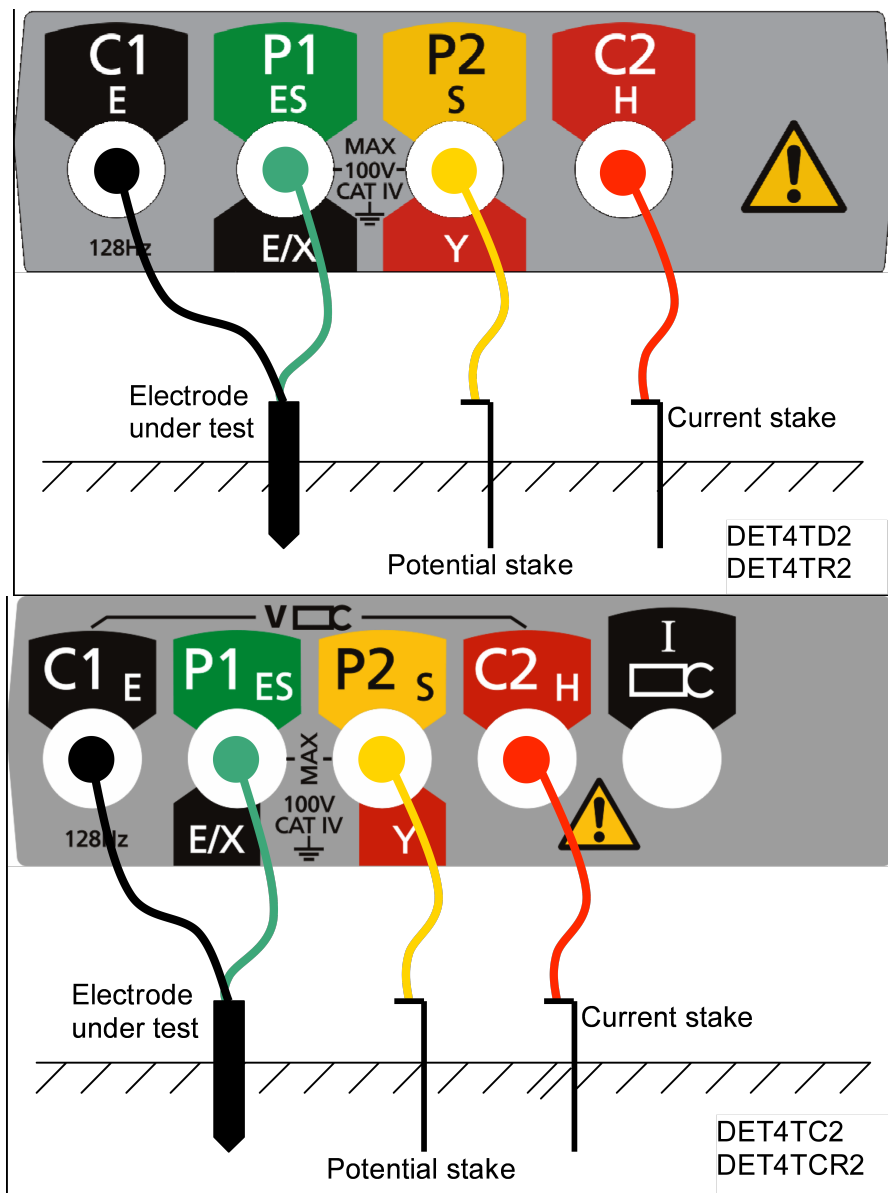 C1 P1 P2 C2
E ES S H
MAX
100V
CAT IV
128Hz E/X Y
Electrode
under test
Current stake
Potential stake
DET4TD2
DET4TR2
V C
C1 E P1 ES P2 S C2 H I
C
MAX
100V
CAT IV
128Hz E/X Y
Electrode
under test
Current stake
Potential stake
DET4TC2
DET4TCR2